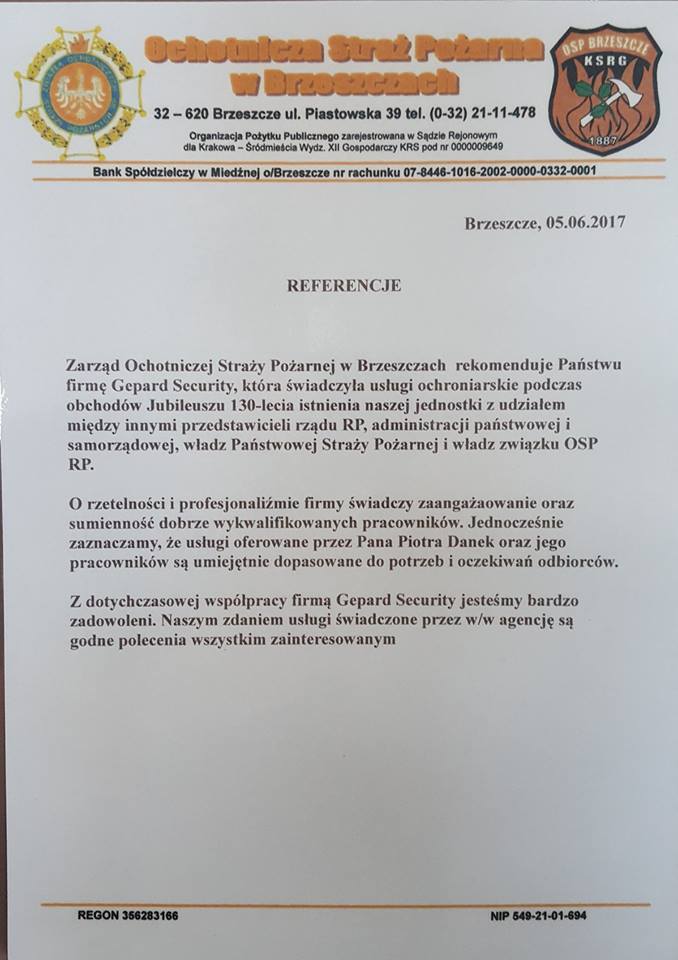 Ochotnicza Straż Pożarna
w Brzeszczach
32 – 620 Brzeszcze ul. Piastowska 39 tel. (0-32) 21-11-478
Organizacja Pożytku Publicznego zarejestrowana w Sądzie Rejonowym
dla Krakowa – Śródmieścia Wydz. XII Gospodarczy KRS pod nr 0000009649
OSP BRZESZCZE
KSRG
1887
Bank Spółdzielczy w Miedźnej o/Brzeszcze nr rachunku 07-8446-1016-2002-0000-0332-0001
Brzeszcze, 05.06.2017
REFERENCJE
Zarząd Ochotniczej Straży Pożarnej w Brzeszczach rekomenduje Państwu
firmę Gepard Security, która świadczyła usługi ochroniarskie podczas
obchodów Jubileuszu 130-lecia istnienia naszej jednostki z udziałem
między innymi przedstawicieli rządu RP, administracji państwowej i
samorządowej, władz Państwowej Straży Pożarnej i władz związku OSP
RP.
O rzetelności i profesjonaliźmie firmy świadczy zaangażaowanie oraz
sumienność dobrze wykwalifikowanych pracowników. Jednocześnie
zaznaczamy, że usługi oferowane przez Pana Piotra Danek oraz jego
pracowników są umiejętnie dopasowane do potrzeb i oczekiwań odbiorców.
Z dotychczasowej współpracy firmą Gepard Security jesteśmy bardzo
zadowoleni. Naszym zdaniem usługi świadczone przez w/w agencję są
godne polecenia wszystkim zainteresowanym
REGON 356283166
NIP 549-21-01-694